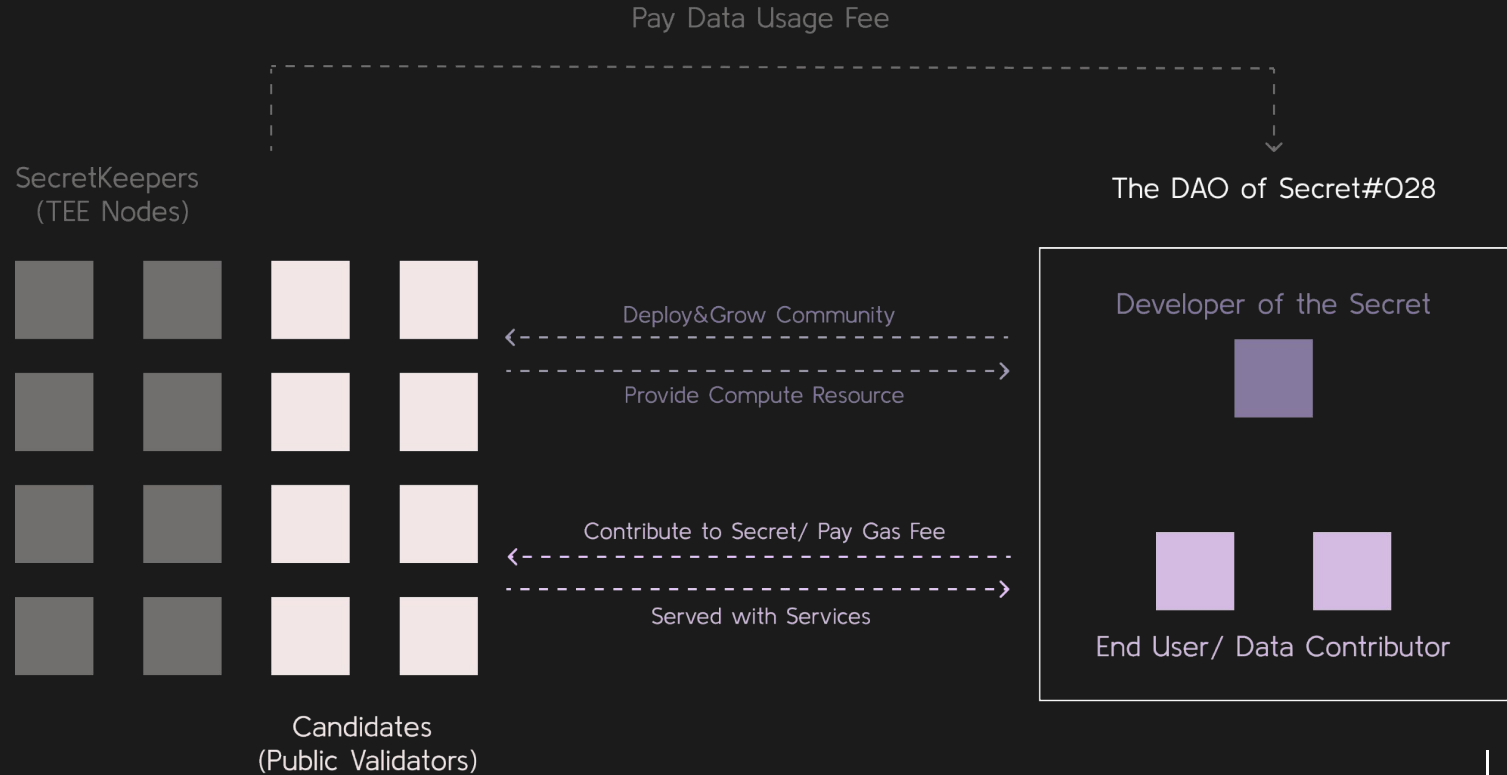 Pay Data Usage Fee
SecretKeepers
(TEE Nodes)
The DAO of Secret#028
Deploy&Grow Community
Provide Compute Resource
Developer of the Secret
Contribute to Secret/ Pay Gas Fee
Served with Services
End User/ Data Contributor
Candidates
(Public Validators)